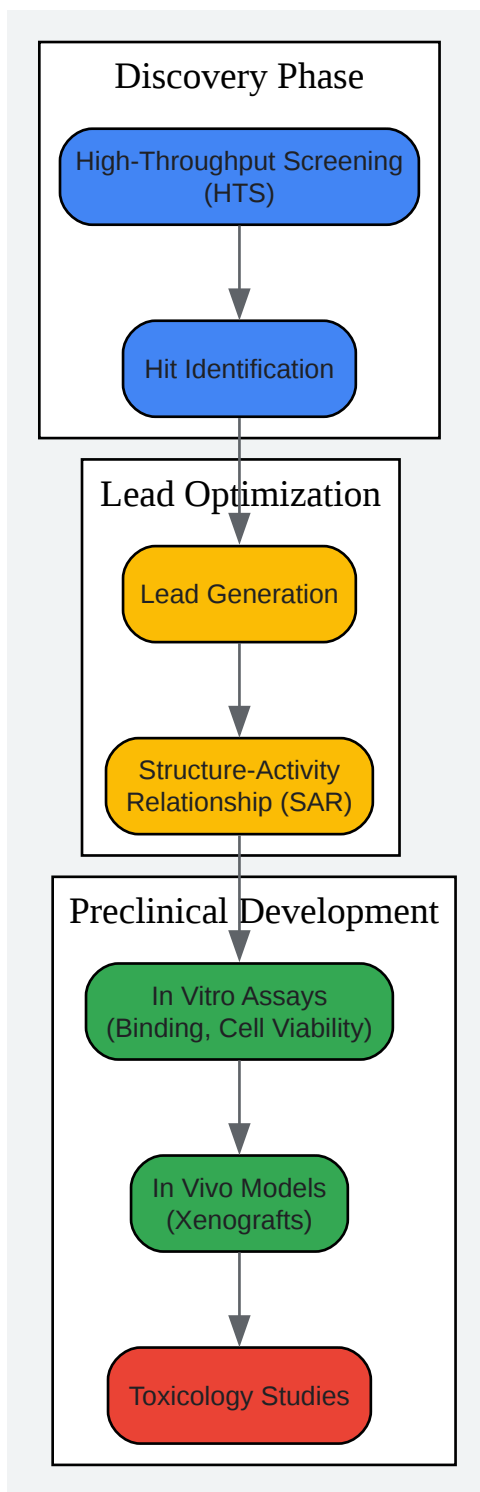 Discovery Phase
High-Throughput Screening
(HTS)
Hit Identification
Lead Optimization
Lead Generation
Structure-Activity
Relationship (SAR)
Preclinical Development
In Vitro Assays
(Binding, Cell Viability)
In Vivo Models
(Xenografts)
Toxicology Studies